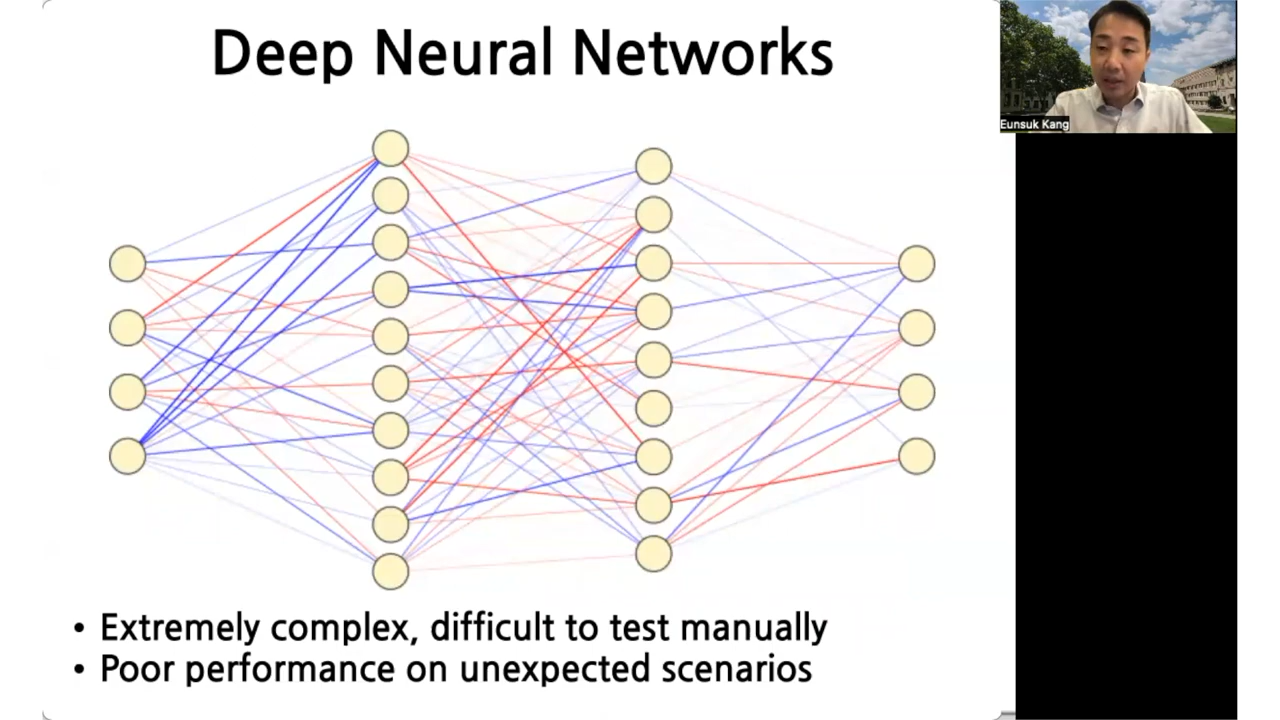 Deep Neural Networks
Eunsuk Kang
• Extremely complex, difficult to test manually
• Poor performance on unexpected scenarios